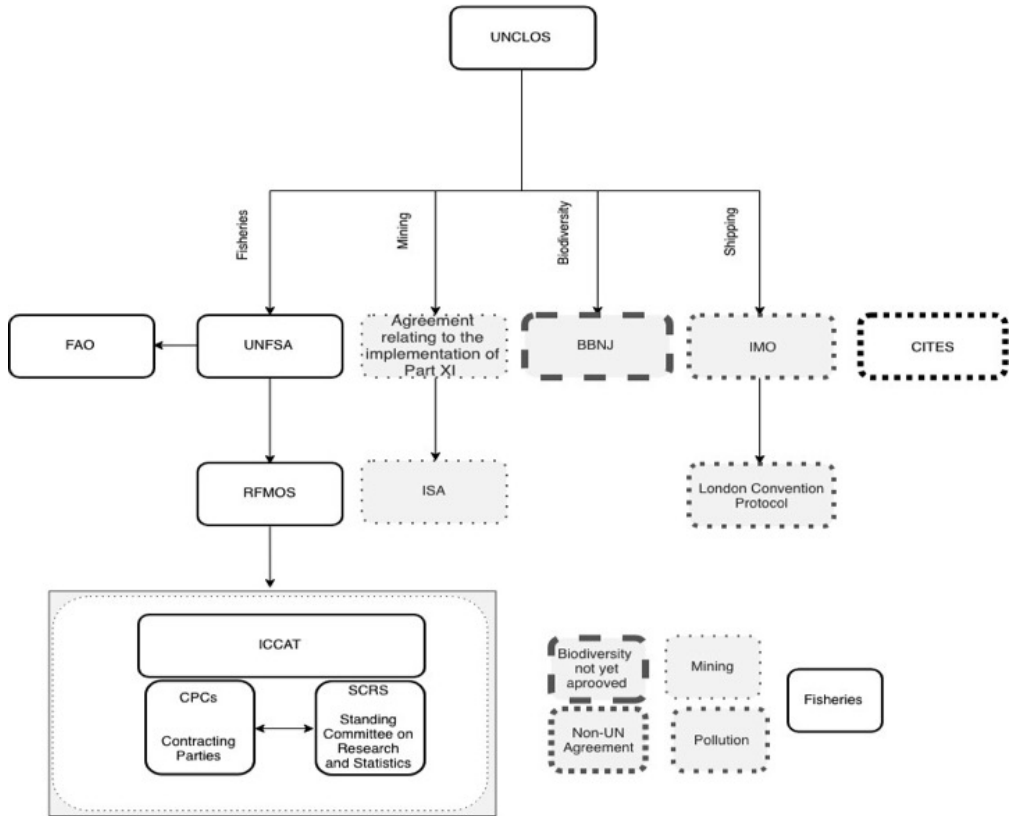 UNCLOS
Fisheries
Mining
Biodiversity
Shipping
FAO
UNFSA
Agreement
relating to the
implementation of
Part XI
BBNJ
IMO
CITES
RFMOS
ISA
London Convention
Protocol
ICCAT
CPCs
Contracting
Parties
SCRS
Standing
Committee on
Research
and Statistics
Biodiversity
not yet
aprooved
Mining
Fisheries
Non-UN
Agreement
Pollution